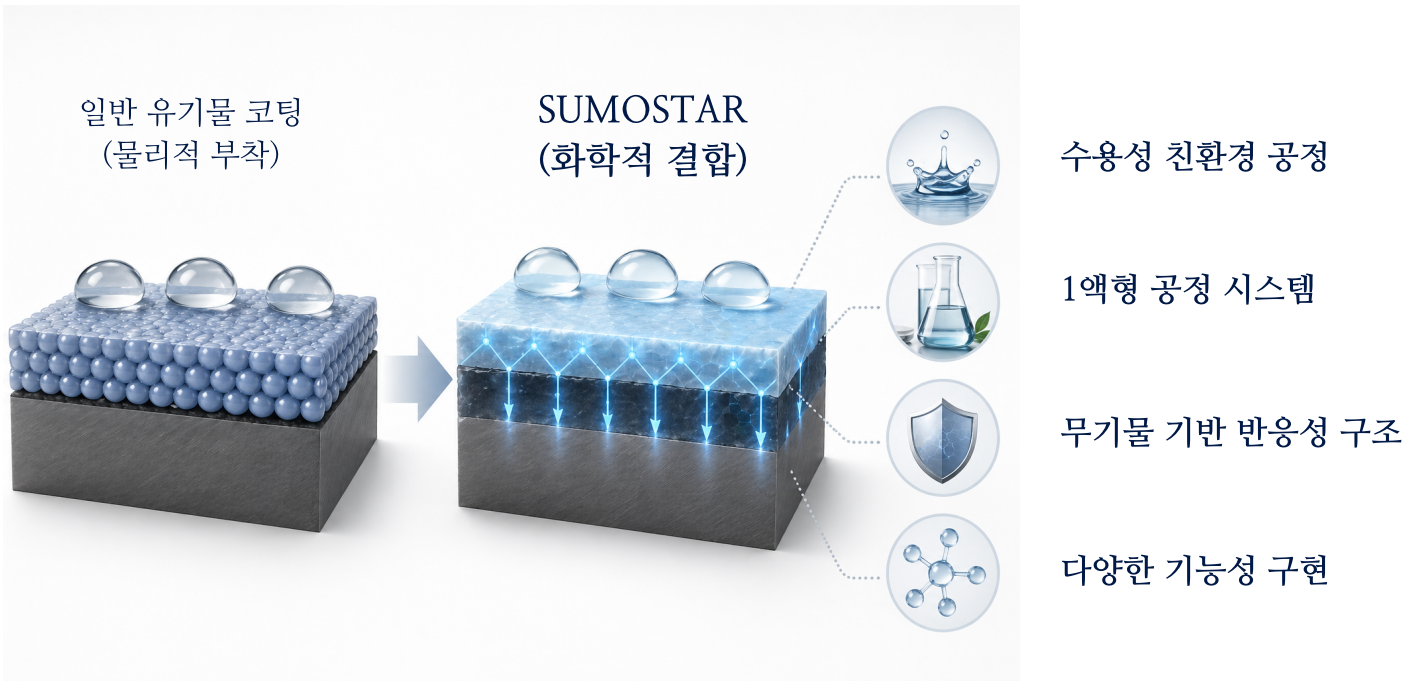 일반 유기물 코팅
(물리적 부착)
SUMOSTAR
(화학적 결합)
수용성 친환경 공정
1액형 공정 시스템
무기물 기반 반응성 구조
다양한 기능성 구현